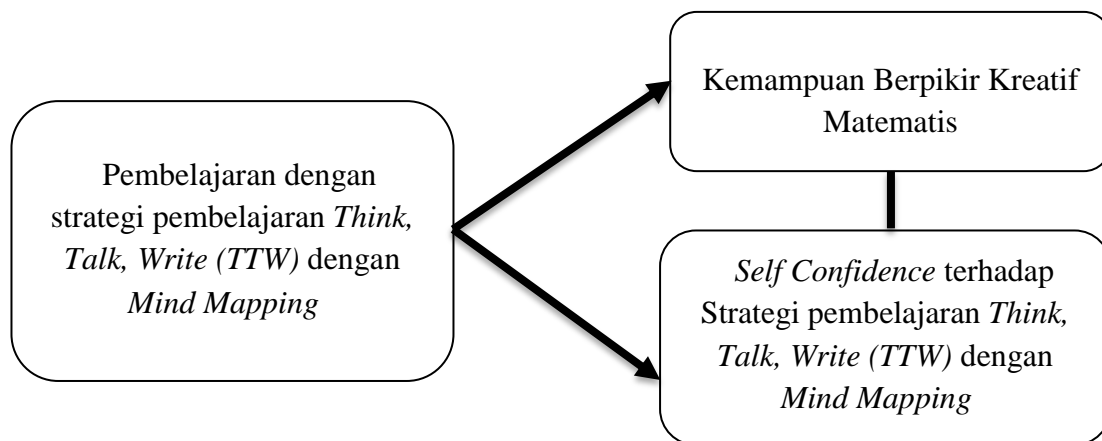 Pembelajaran dengan
strategi pembelajaran Think,
Talk, Write (TTW) dengan
Mind Mapping
Kemampuan Berpikir Kreatif
Matematis
Self Confidence terhadap
Strategi pembelajaran Think,
Talk, Write (TTW) dengan
Mind Mapping